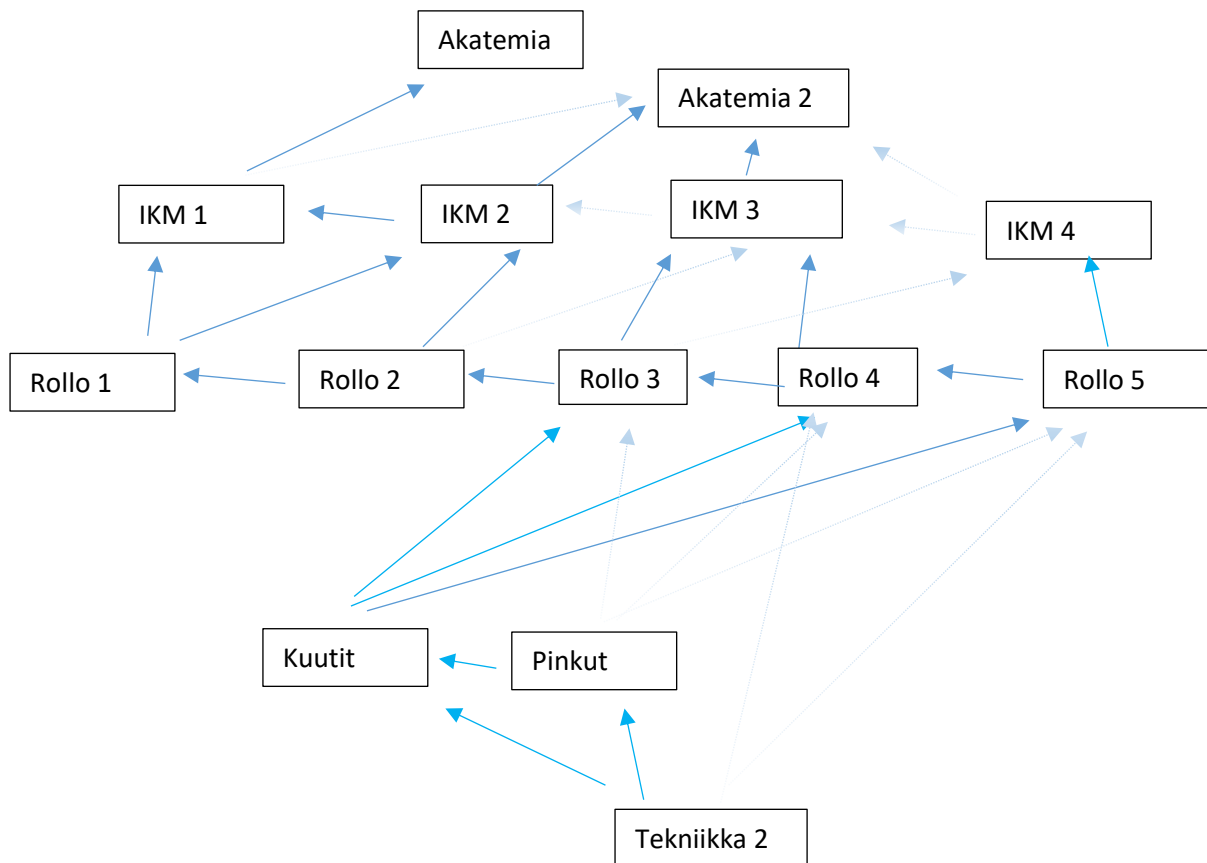 Akatemia
Akatemia 2
IKM 1
IKM 2
IKM 3
IKM 4
Rollo 1
Rollo 2
Rollo 3
Rollo 4
Rollo 5
Kuutit
Pinkut
Tekniikka 2